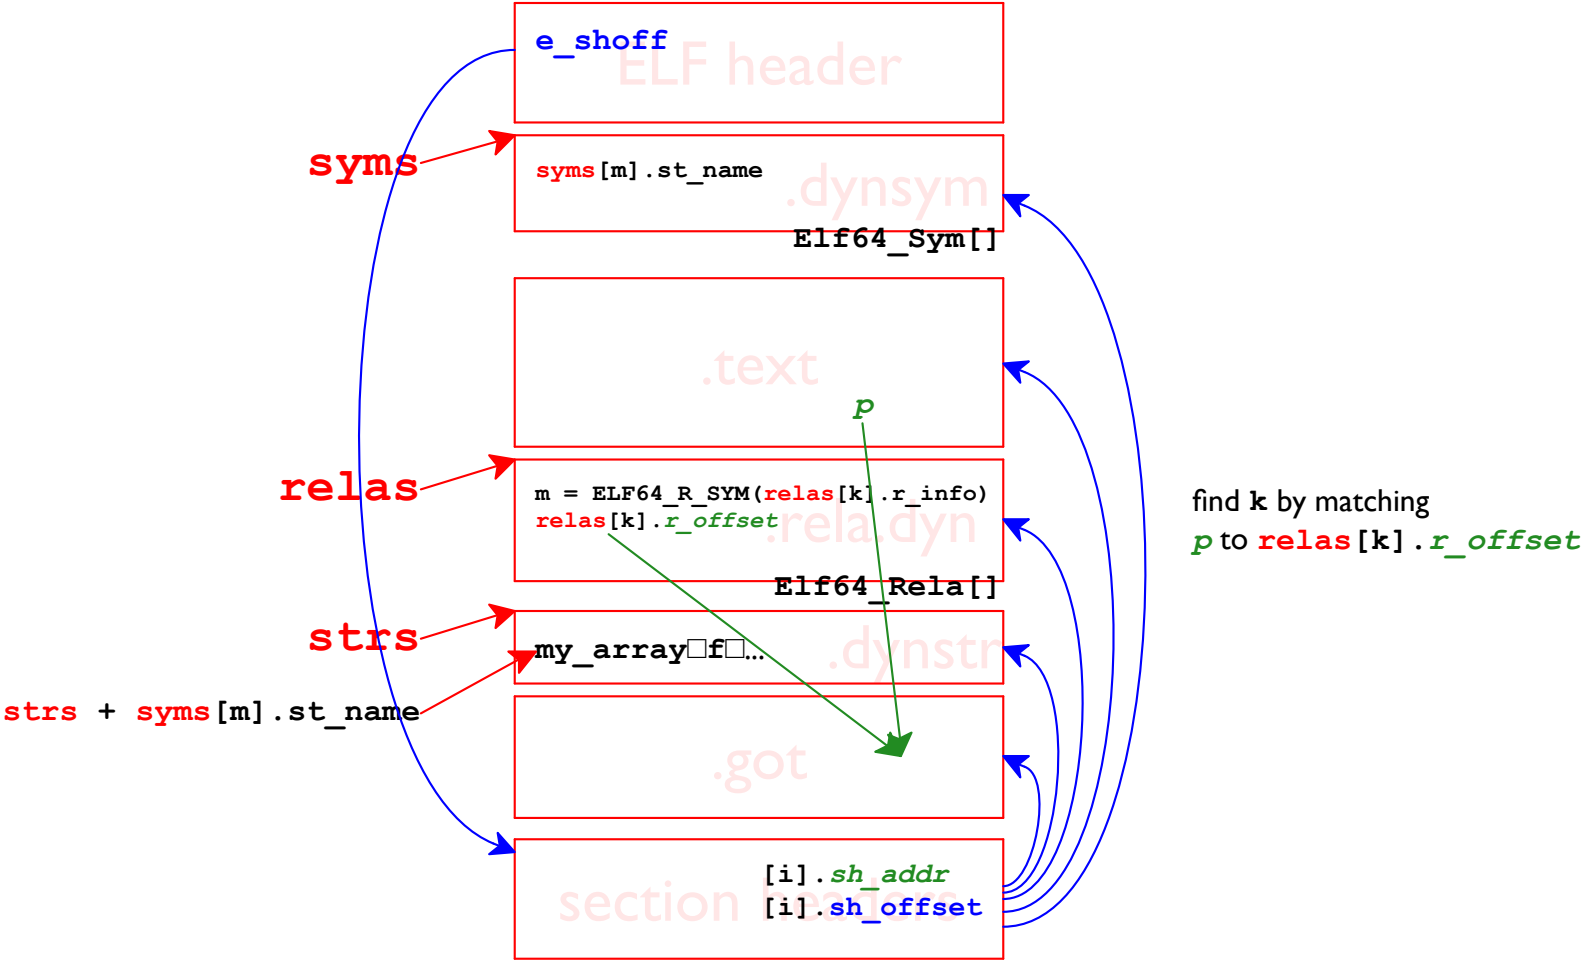 e_shoff
ELF header
syms
syms[m].st_name
.dynsym
Elf64_Sym[]
.text
p
relas
m = ELF64_R_SYM(relas[k].r_info)
relas[k].r_offset
.rela.dyn
Elf64_Rela[]
find k by matching
p to relas[k].r_offset
strs
my_array□f□…
.dynstr
strs + syms[m].st_name
.got
[i].sh_addr
section headers
[i].sh_offset